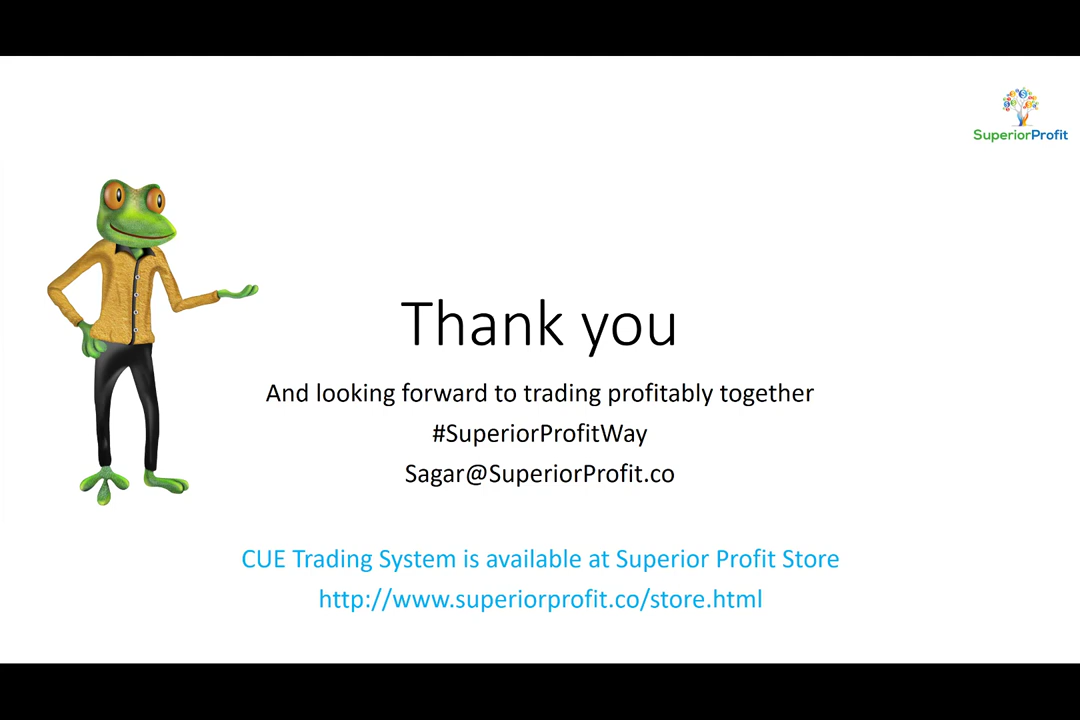 SuperiorProfit
Thank you
And looking forward to trading profitably together
#SuperiorProfitWay
Sagar@SuperiorProfit.co
CUE Trading System is available at Superior Profit Store
http://www.superiorprofit.co/store.html